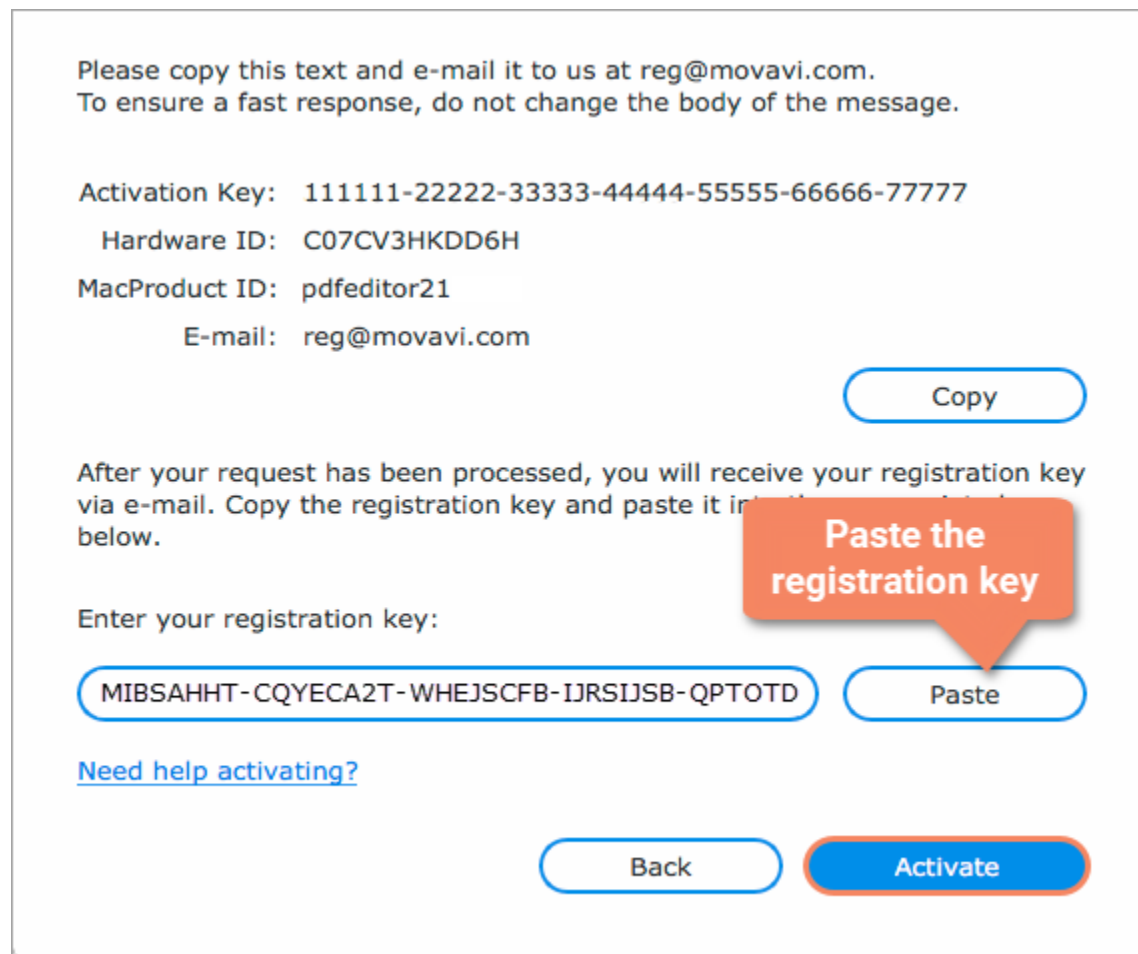 Please copy this text and e-mail it to us at reg@movavi.com.
To ensure a fast response, do not change the body of the message.
Activation Key: 111111-22222-33333-44444-55555-66666-77777
Hardware ID: C07CV3HKDD6H
MacProduct ID: pdfeditor21
E-mail: reg@movavi.com
Copy
After your request has been processed, you will receive your registration key
via e-mail. Copy the registration key and paste it
below.
Paste the
registration key
Enter your registration key:
MIBSAHHT-CQYECA2T-WHEJSCFB-IJRSIJSB-QPTOTD
Paste
Need help activating?
Back
Activate